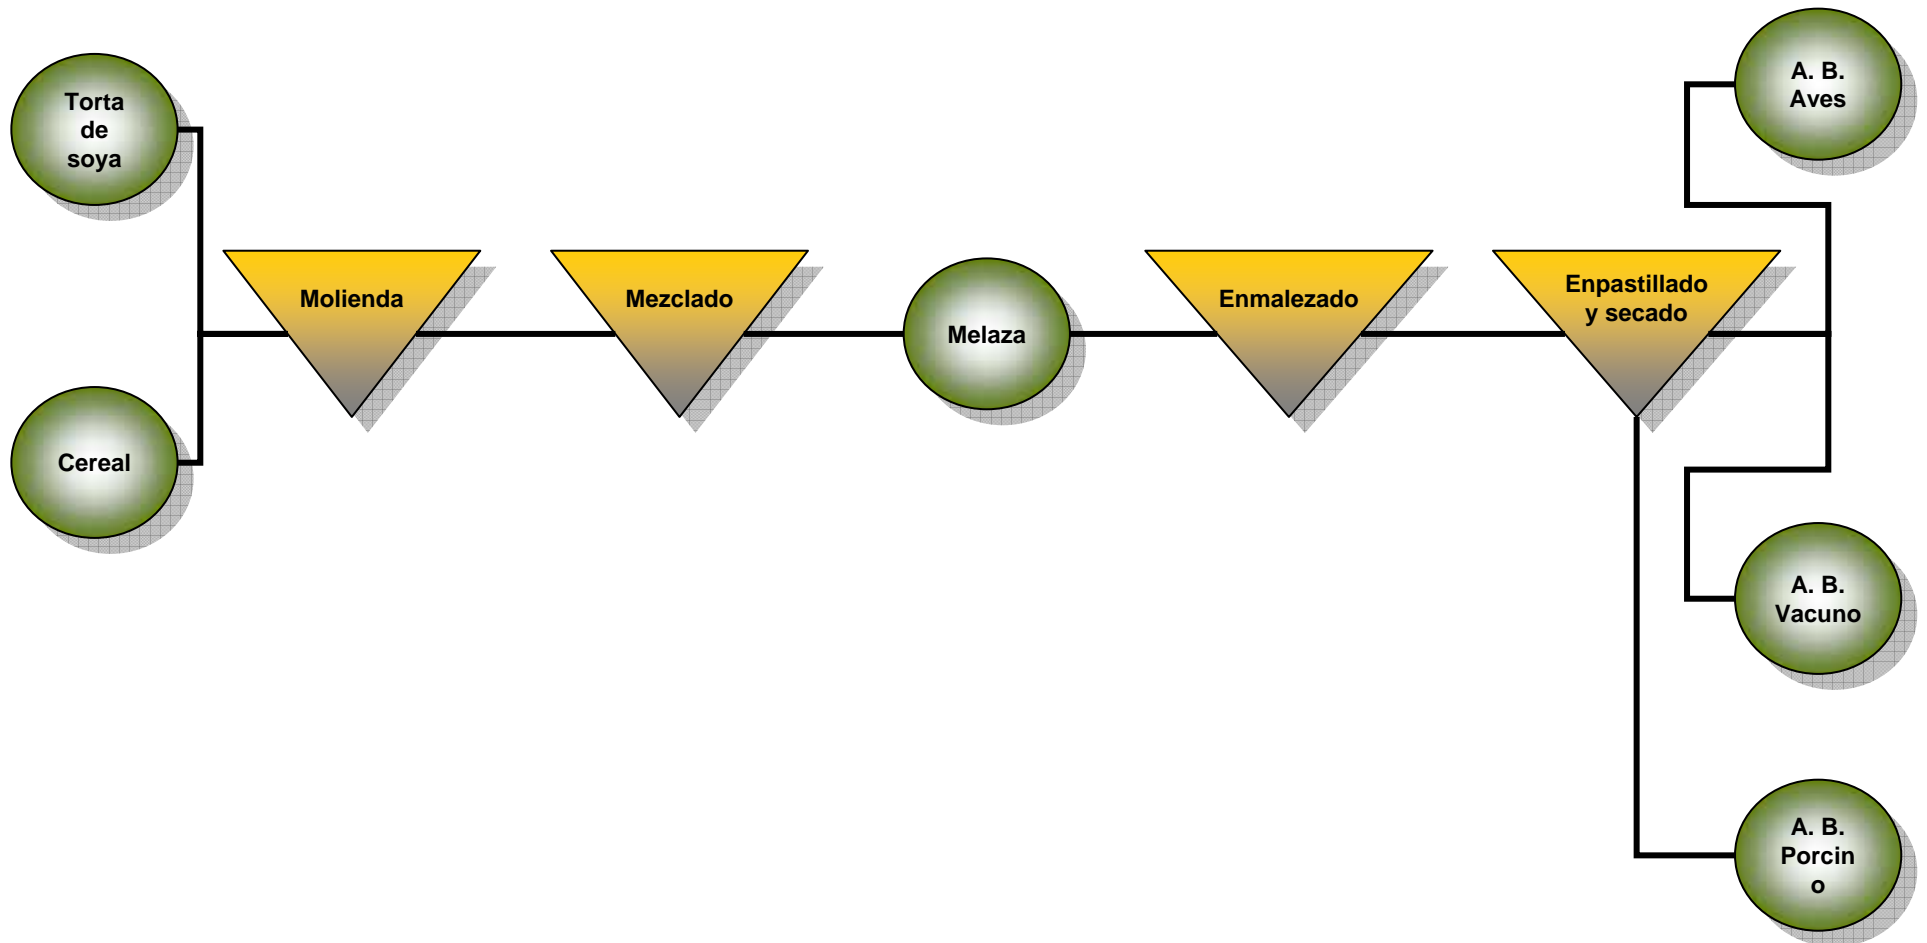 Torta
de
soya
Cereal
Molienda
Mezclado
Melaza
Enmalezado
Enpastillado
y secado
A. B.
Aves
A. B.
Vacuno
A. B.
Porcin
o